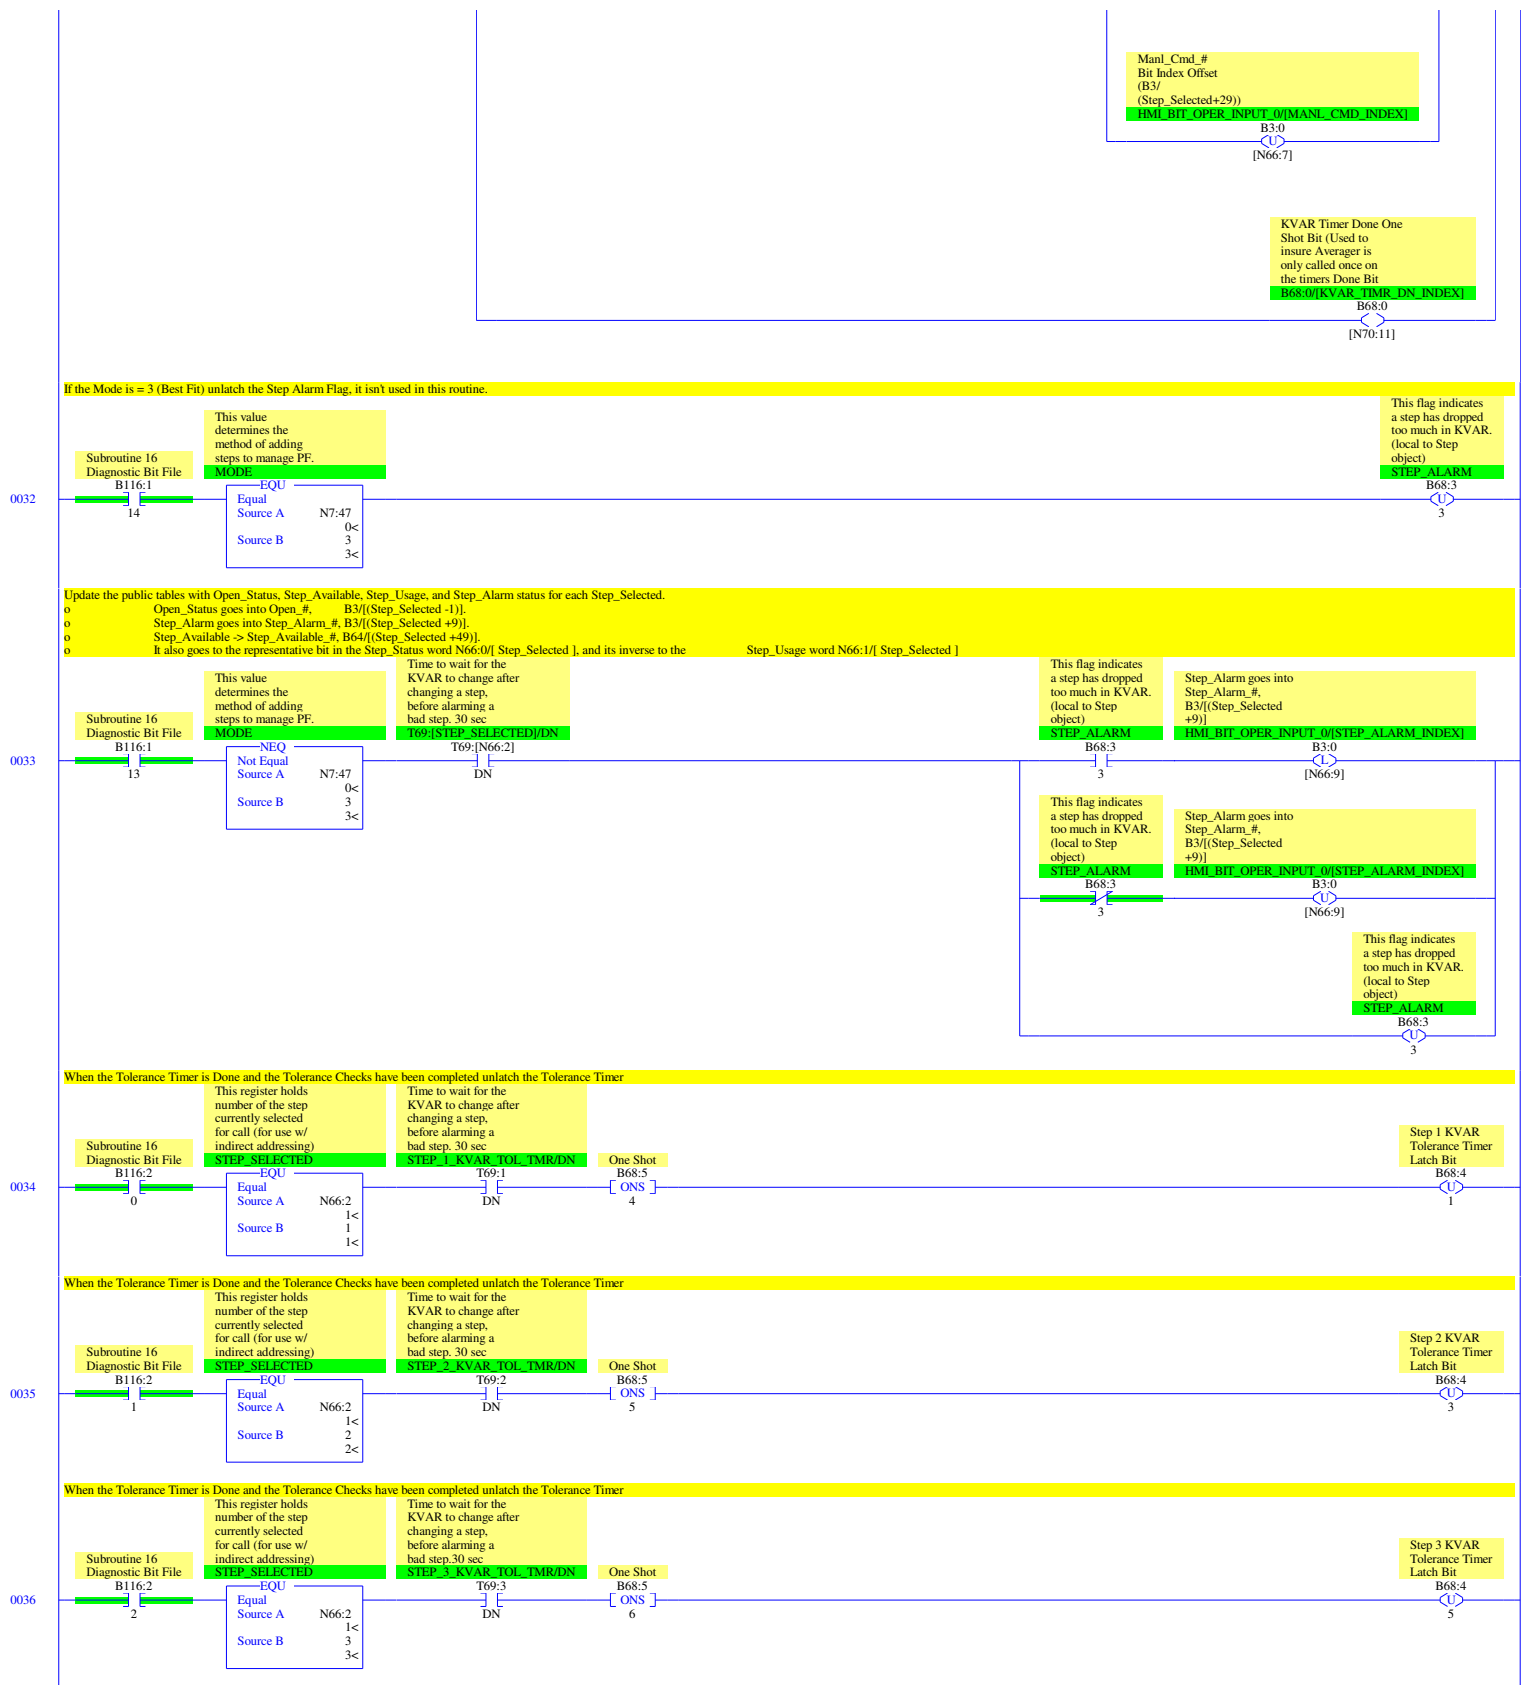 Manl_Cmd_#
Bit Index Offset
(B3/
(Step_Selected+29))
HMI_BIT_OPER_INPUT_0/[MANL_CMD_INDEX]
B3:0
U
[N66:7]
KVAR Timer Done One
Shot Bit (Used to
insure Averager is
only called once on
the timers Done Bit
B68:0/[KVAR_TIMR_DN_INDEX]
B68:0
[N70:11]
If the Mode is = 3 (Best Fit) unlatch the Step Alarm Flag, it isn't used in this routine.
This value
determines the
method of adding
steps to manage PF.
MODE
Subroutine 16
Diagnostic Bit File
B116:1
14
This flag indicates
a step has dropped
too much in KVAR.
(local to Step
object)
STEP_ALARM
B68:3
U
3
0032
EQU
Equal
Source A N7:47
0<
Source B 3
3<
Update the public tables with Open_Status, Step_Available, Step_Usage, and Step_Alarm status for each Step_Selected.
o Open_Status goes into Open_#, B3/[(Step_Selected -1)].
o Step_Alarm goes into Step_Alarm_#, B3/[(Step_Selected +9)].
o Step_Available -> Step_Available_#, B64/[(Step_Selected +49)].
o It also goes to the representative bit in the Step_Status word N66:0/[ Step_Selected ], and its inverse to the Step_Usage word N66:1/[ Step_Selected ]
Subroutine 16
Diagnostic Bit File
B116:1
13
This value
determines the
method of adding
steps to manage PF.
MODE
Time to wait for the
KVAR to change after
changing a step,
before alarming a
bad step. 30 sec
T69:[STEP_SELECTED]/DN
T69:[N66:2]
DN
This flag indicates
a step has dropped
too much in KVAR.
(local to Step
object)
STEP_ALARM
B68:3
3
Step_Alarm goes into
Step_Alarm_#,
B3/[(Step_Selected
+9)]
HMI_BIT_OPER_INPUT_0/[STEP_ALARM_INDEX]
B3:0
L
[N66:9]
0033
NEQ
Not Equal
Source A N7:47
0<
Source B 3
3<
This flag indicates
a step has dropped
too much in KVAR.
(local to Step
object)
STEP_ALARM
B68:3
3
Step_Alarm goes into
Step_Alarm_#,
B3/[(Step_Selected
+9)]
HMI_BIT_OPER_INPUT_0/[STEP_ALARM_INDEX]
B3:0
U
[N66:9]
This flag indicates
a step has dropped
too much in KVAR.
(local to Step
object)
STEP_ALARM
B68:3
U
3
When the Tolerance Timer is Done and the Tolerance Checks have been completed unlatch the Tolerance Timer
Subroutine 16
Diagnostic Bit File
B116:2
0
This register holds
number of the step
currently selected
for call (for use w/
indirect addressing)
STEP_SELECTED
Time to wait for the
KVAR to change after
changing a step,
before alarming a
bad step. 30 sec
STEP_1_KVAR_TOL_TMR/DN
T69:1
DN
One Shot
B68:5
ONS
4
Step 1 KVAR
Tolerance Timer
Latch Bit
B68:4
U
1
0034
EQU
Equal
Source A N66:2
1<
Source B 1
1<
When the Tolerance Timer is Done and the Tolerance Checks have been completed unlatch the Tolerance Timer
Subroutine 16
Diagnostic Bit File
B116:2
1
This register holds
number of the step
currently selected
for call (for use w/
indirect addressing)
STEP_SELECTED
Time to wait for the
KVAR to change after
changing a step,
before alarming a
bad step. 30 sec
STEP_2_KVAR_TOL_TMR/DN
T69:2
DN
One Shot
B68:5
ONS
5
Step 2 KVAR
Tolerance Timer
Latch Bit
B68:4
U
3
0035
EQU
Equal
Source A N66:2
1<
Source B 2
2<
When the Tolerance Timer is Done and the Tolerance Checks have been completed unlatch the Tolerance Timer
Subroutine 16
Diagnostic Bit File
B116:2
2
This register holds
number of the step
currently selected
for call (for use w/
indirect addressing)
STEP_SELECTED
Time to wait for the
KVAR to change after
changing a step,
before alarming a
bad step.30 sec
STEP_3_KVAR_TOL_TMR/DN
T69:3
DN
One Shot
B68:5
ONS
6
Step 3 KVAR
Tolerance Timer
Latch Bit
B68:4
U
5
0036
EQU
Equal
Source A N66:2
1<
Source B 3
3<